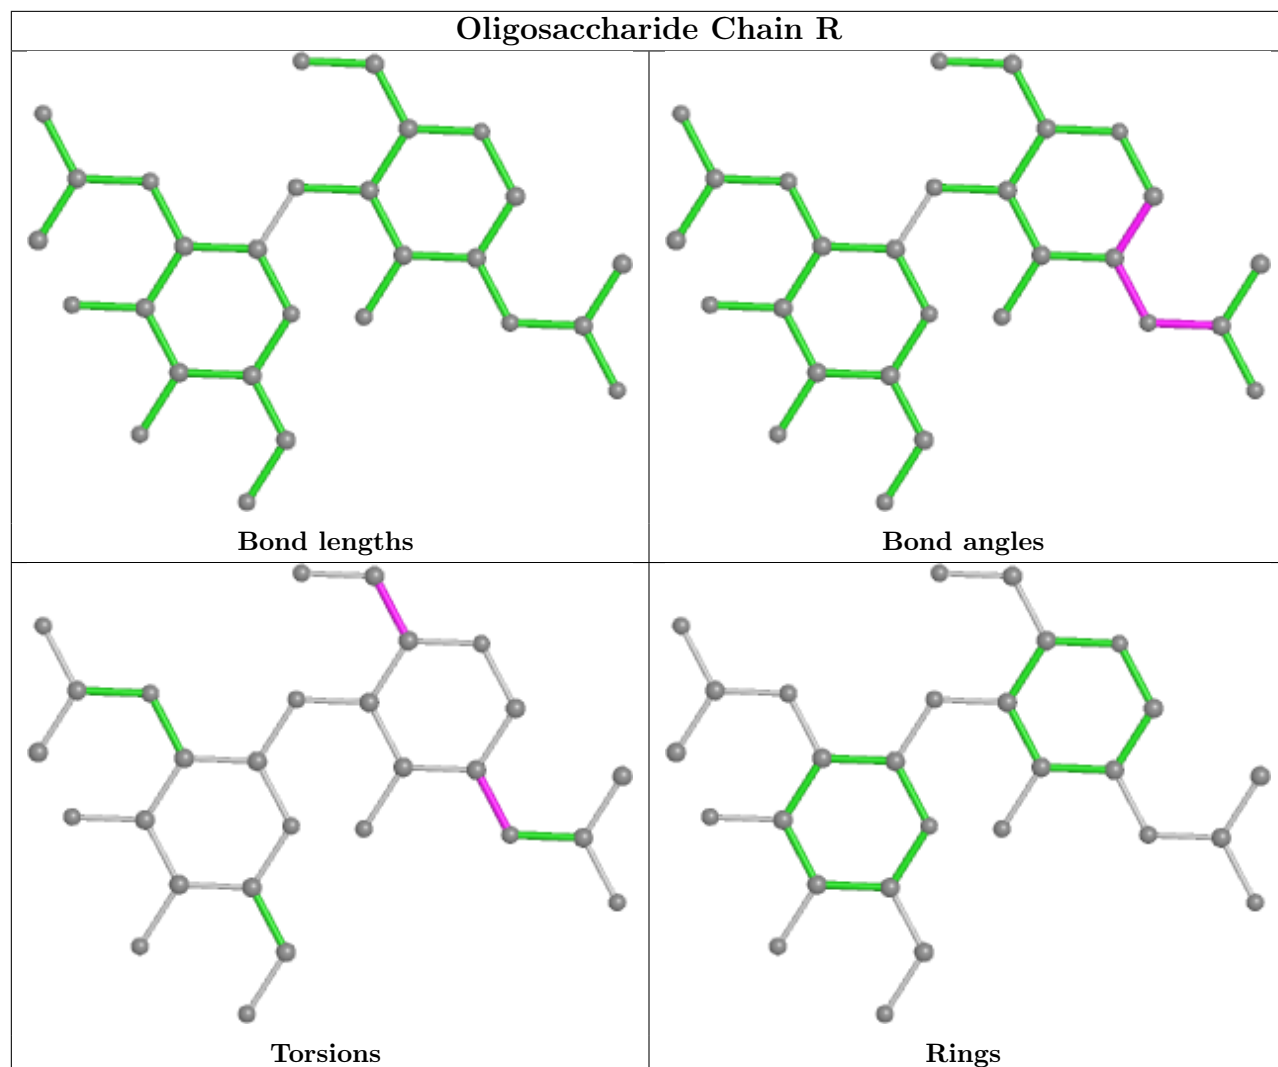 Oligosaccharide Chain R
Bond lengths
Bond angles
Torsions
Rings